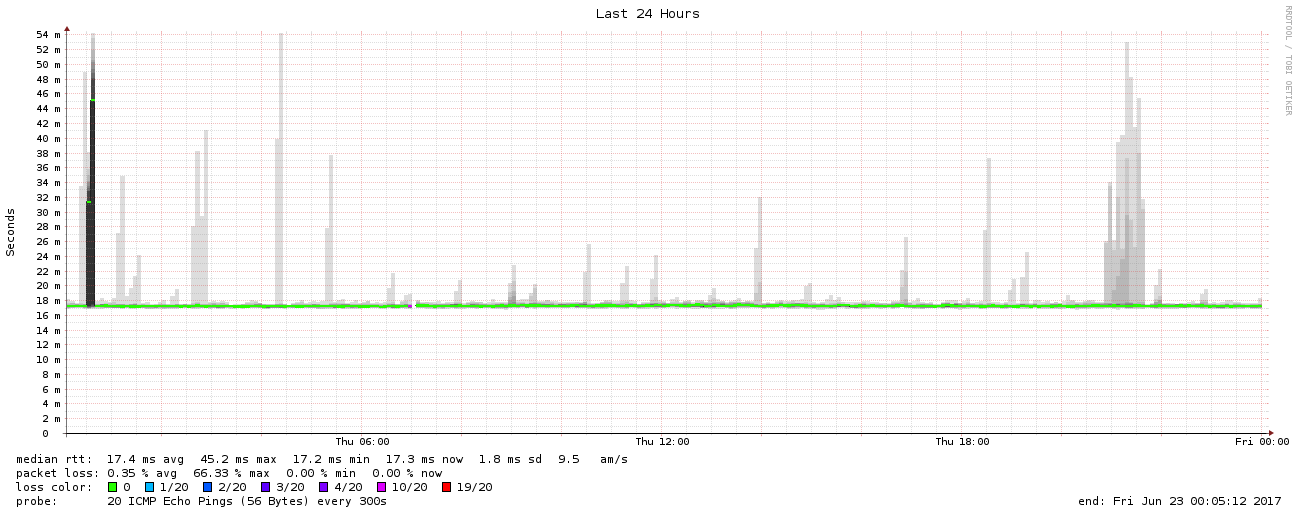 Last 24 Hours
RRDTOOL / TOBI OETIKER
Seconds
54 m
52 m
50 m
48 m
46 m
44 m
42 m
40 m
38 m
36 m
34 m
32 m
30 m
28 m
26 m
24 m
22 m
20 m
18 m
16 m
14 m
12 m
10 m
8 m
6 m
4 m
2 m
0
Thu 06:00 Thu 12:00 Thu 18:00 Fri 00:00
median rtt: 17.4 ms avg 45.2 ms max 17.2 ms min 17.3 ms now 1.8 ms sd 9.5 am/s
packet loss: 0.35 % avg 66.33 % max 0.00 % min 0.00 % now
loss color: 0 1/20 2/20 3/20 4/20 10/20 19/20
probe: 20 ICMP Echo Pings (56 Bytes) every 300s end: Fri Jun 23 00:05:12 2017